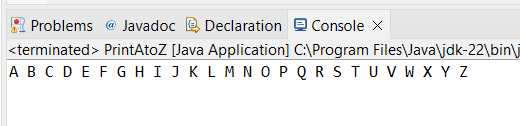 Problems @ Javadoc Declaration Console
<terminated> PrintAtoZ [Java Application] C:\Program Files\Java\jdk-22\bin\j
A B C D E F G H I J K L M N O P Q R S T U V W X Y Z